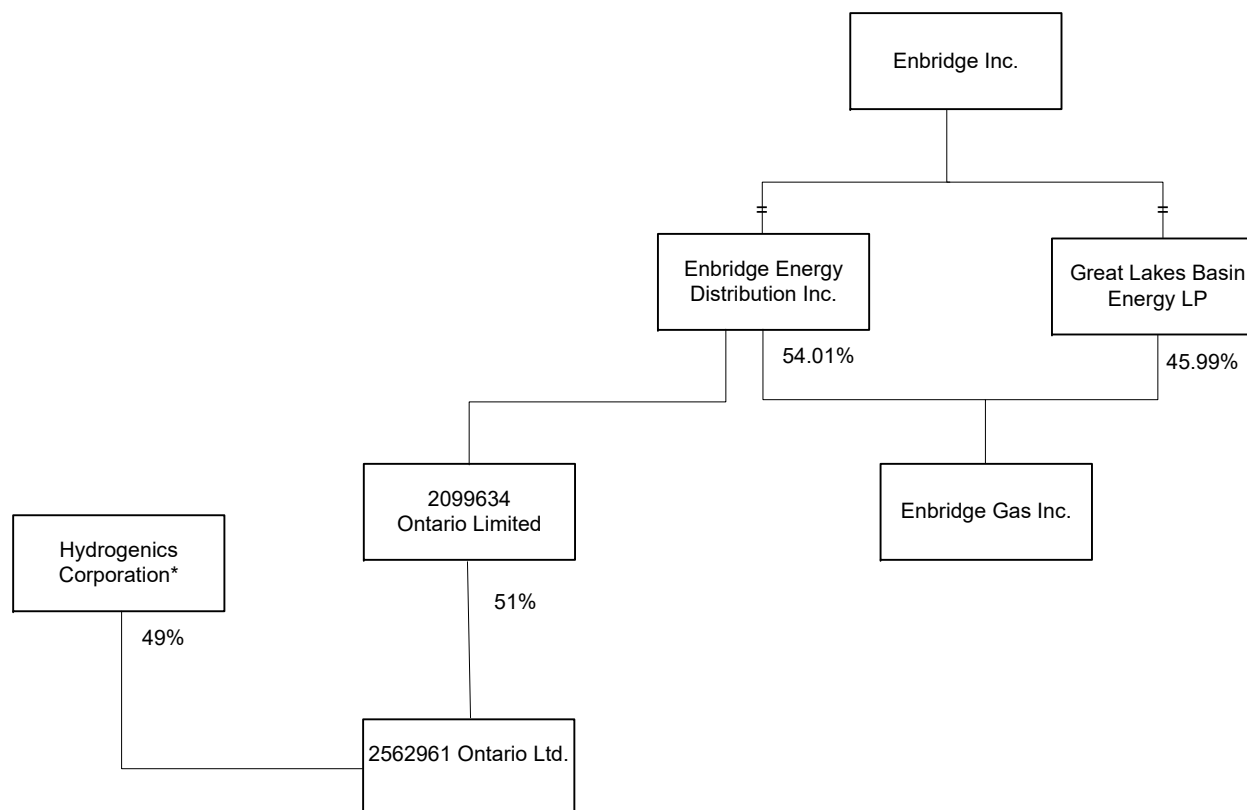 Enbridge Inc.
Enbridge Energy
Distribution Inc.
Great Lakes Basin
Energy LP
54.01%
45.99%
2099634
Ontario Limited
Enbridge Gas Inc.
Hydrogenics
Corporation*
51%
49%
2562961 Ontario Ltd.